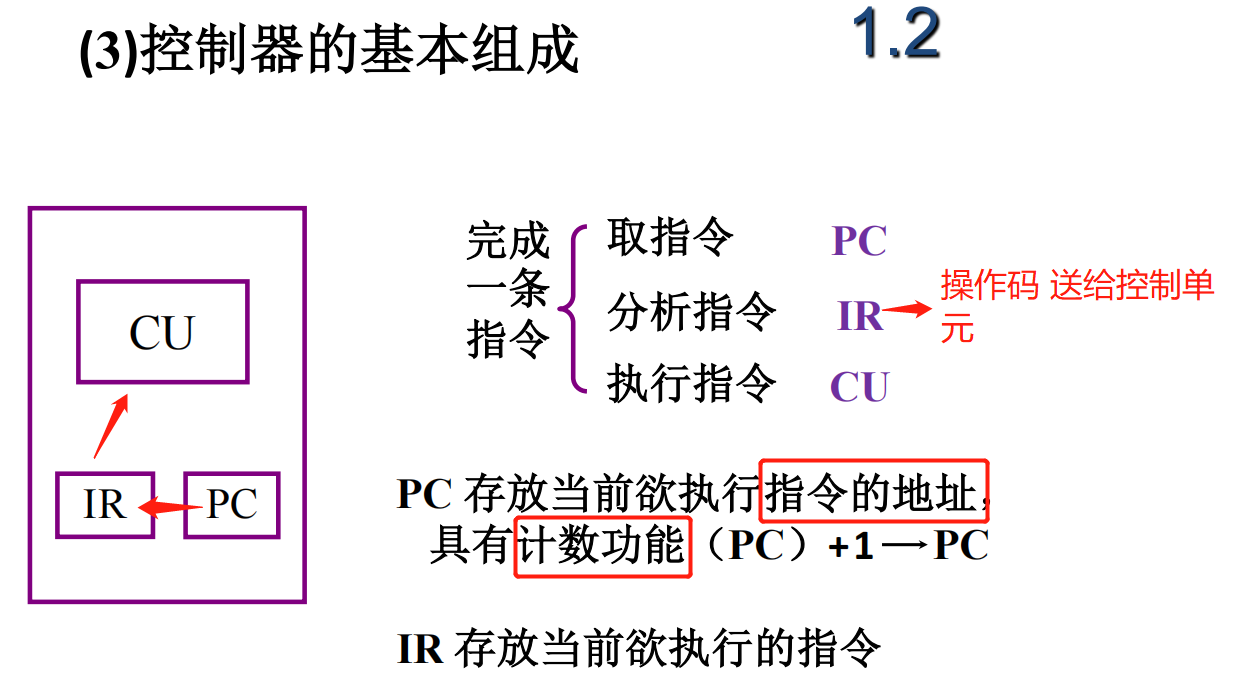 (3)控制器的基本组成
1.2
CU
IR
PC
完成
一条
指令
取指令 PC
分析指令 IR
操作码 送给控制单
元
执行指令 CU
PC 存放当前欲执行指令的地址,
具有计数功能（PC）+1→PC
IR 存放当前欲执行的指令